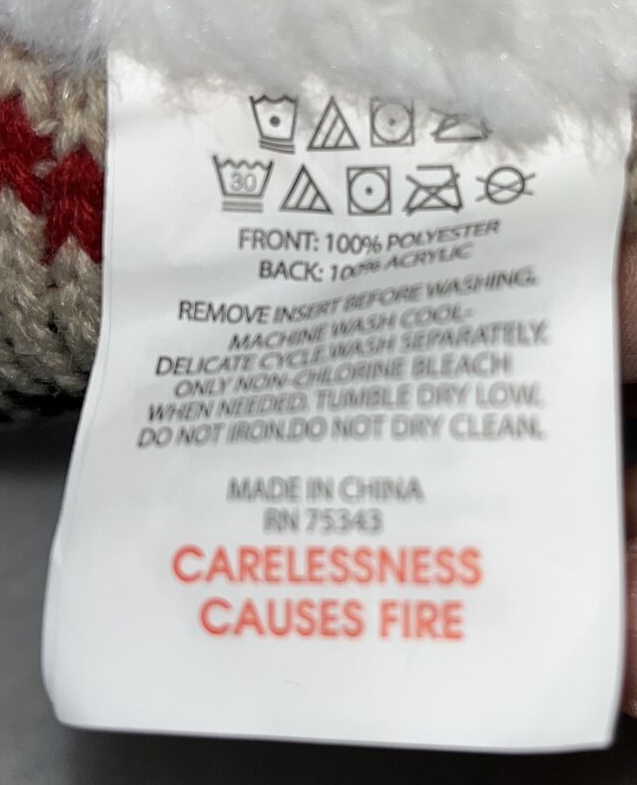 30
FRONT: 100% POLYESTER
BACK: 100% ACRYLIC
REMOVE INSERT BEFORE WASHING.
MACHINE WASH COOL-
DELICATE CYCLE.WASH SEPARATELY.
ONLY NON-CHLORINE BLEACH
WHEN NEEDED. TUMBLE DRY LOW.
DO NOT IRON.DO NOT DRY CLEAN.
MADE IN CHINA
RN 75343
CARELESSNESS
CAUSES FIRE